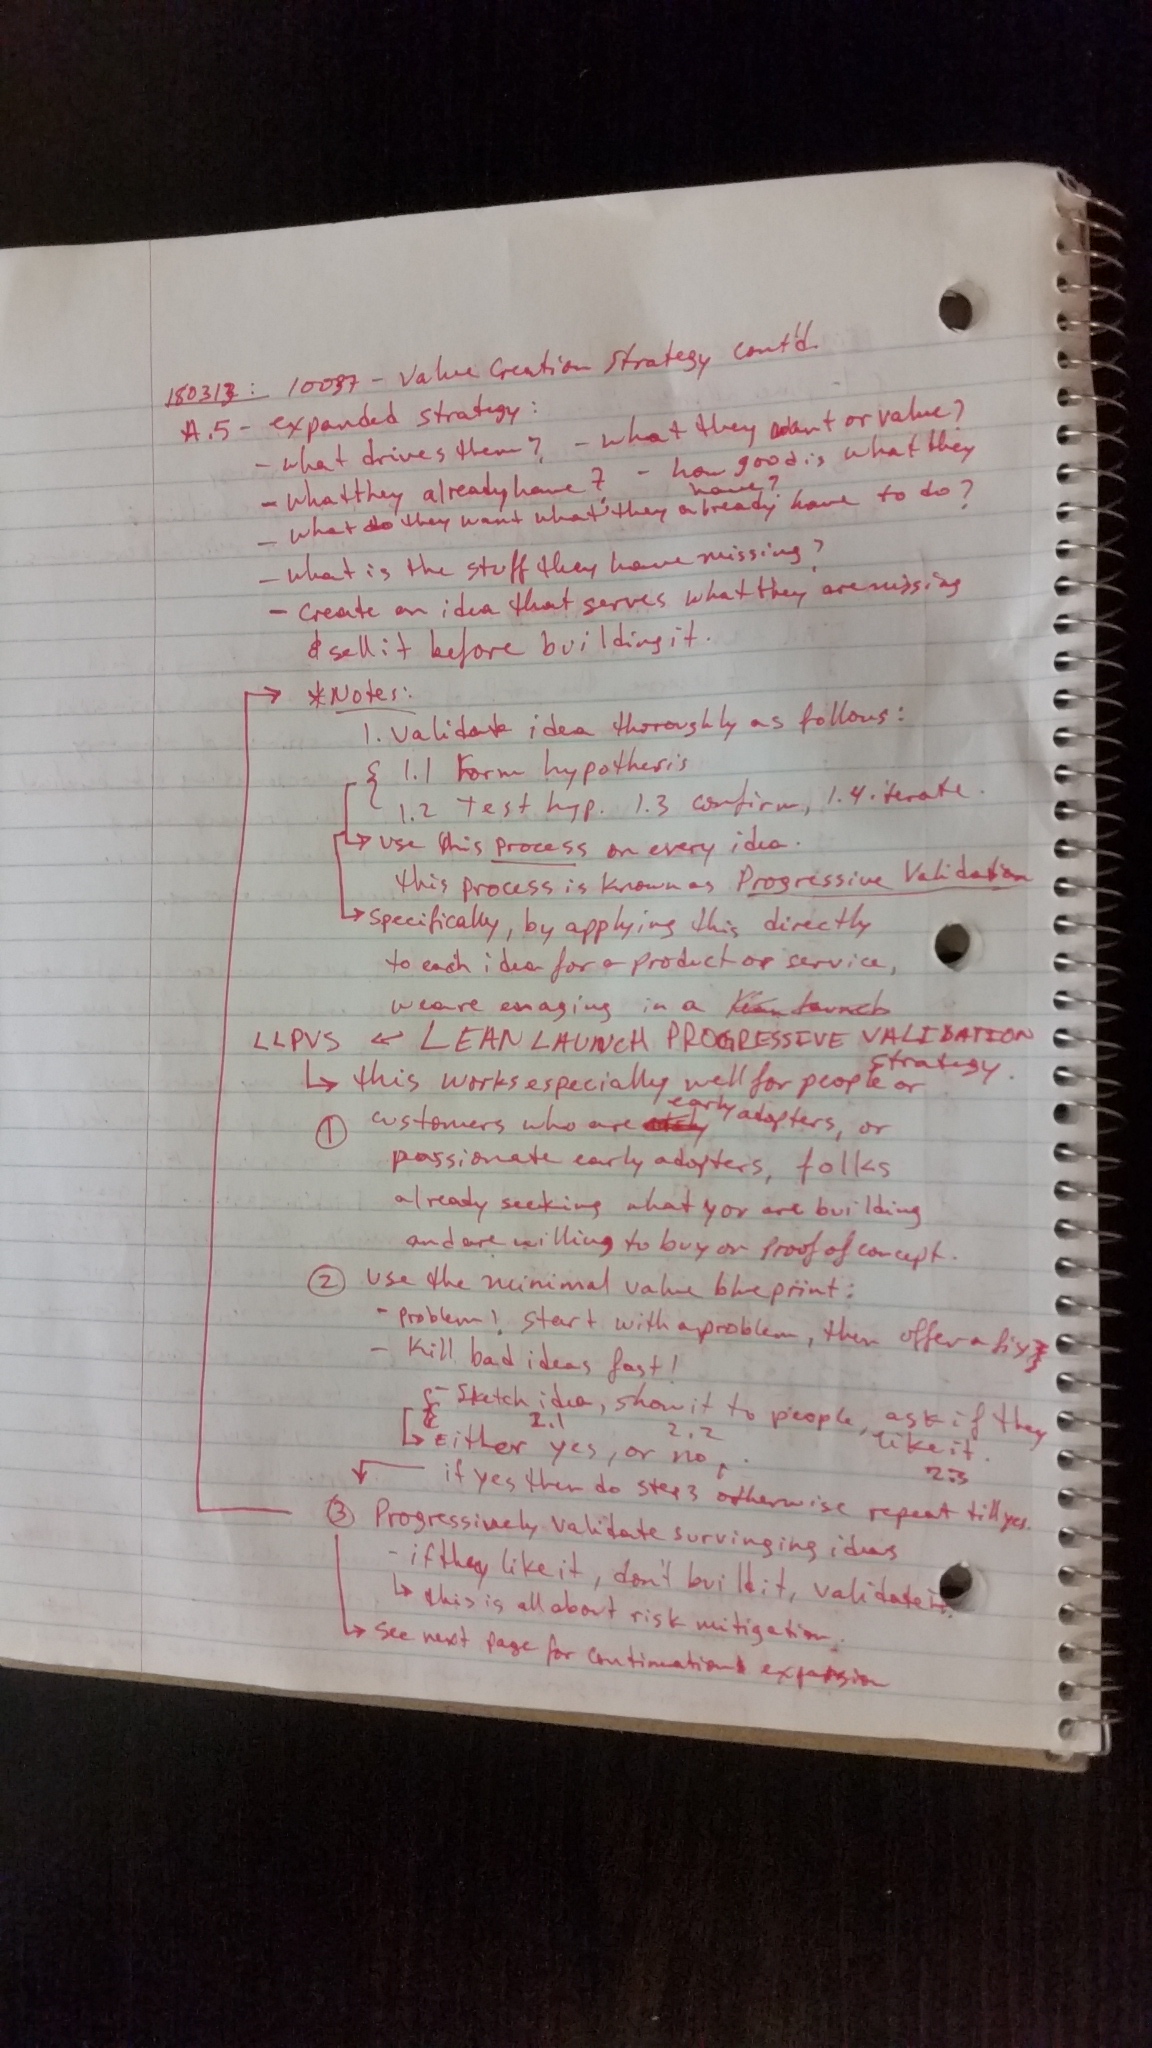 180313: 10037 - Value Creation Strategy cont'd
A.5 - expanded strategy:
- what drives them? - what they want or value?
- what they already have? - how good is what they have?
- what do they want what they already have to do?
- what is the stuff they have missing?
- create an idea that serves what they are missing
& sell it before building it.
*Notes:
1. Validate idea thoroughly as follows:
1.1 Form hypothesis
1.2 Test hyp. 1.3 confirm, 1.4. iterate.
use this process on every idea.
this process is known as Progressive Validation
specifically, by applying this directly
to each idea for a product or service,
we are enaging in a Lean Launch
LLPVS ← LEAN LAUNCH PROGRESSIVE VALIDATION
strategy.
this works especially well for people or
① customers who are early adopters, or
passionate early adopters, folks
already seeking what you are building
and are willing to buy on proof of concept.
② use the minimal value blueprint:
- problem! start with a problem, then offer a fix
- Kill bad ideas fast!
- Sketch idea, show it to people, ask if they like it.
2.1 2.2 2.3
Either yes, or no,
if yes then do step 3 otherwise repeat till yes.
③ Progressively validate survinging ideas
- if they like it, don't build it, validate it.
this is all about risk mitigation.
see next page for continuation expansion